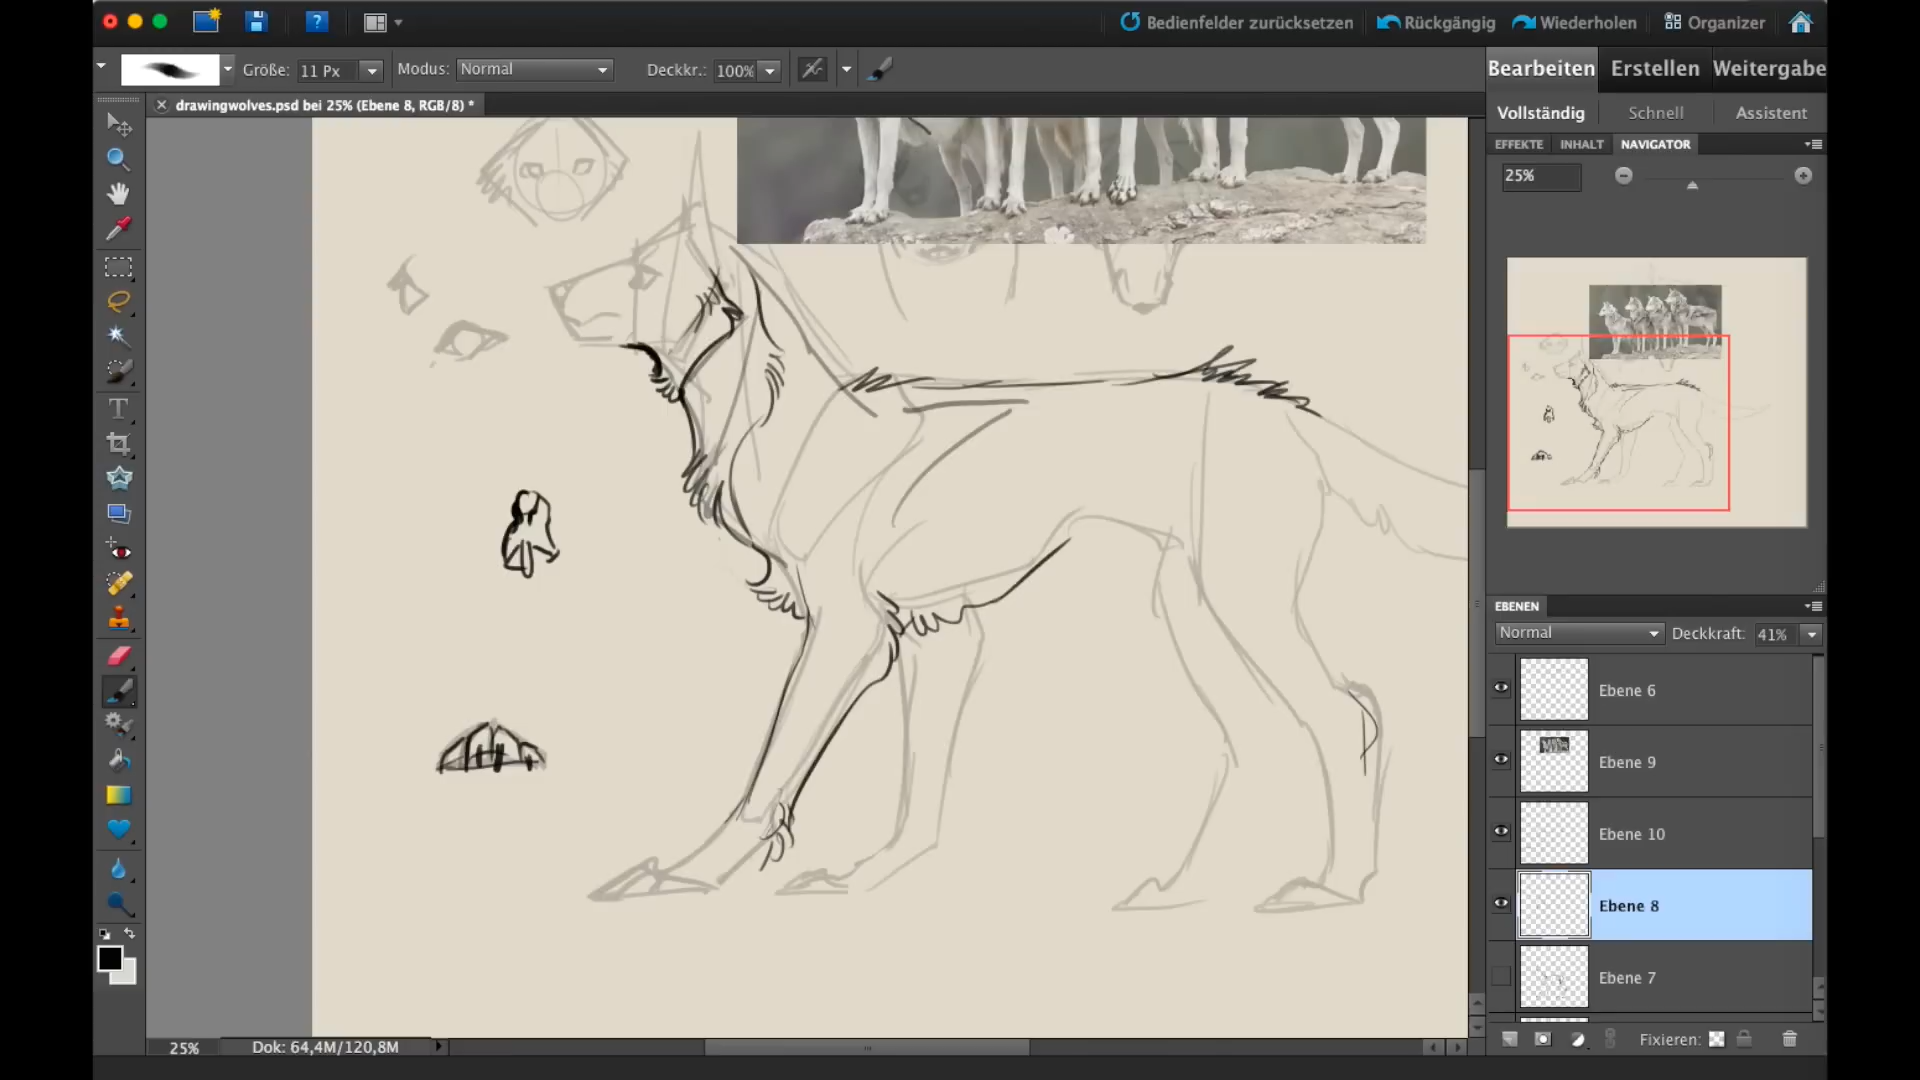 Bedienfelder zurücksetzen Rückgängig Wiederholen Organizer
Größe: 11 Px Modus: Normal Deckkr.: 100%
Bearbeiten Erstellen Weitergabe
drawingwolves.psd bei 25% (Ebene 8, RGB/8) *
Vollständig Schnell Assistent
EFFEKTE INHALT NAVIGATOR
25%
EBENEN
Normal Deckkraft: 41%
Ebene 6
Ebene 9
Ebene 10
Ebene 8
Ebene 7
Fixieren:
25% Dok: 64,4M/120,8M